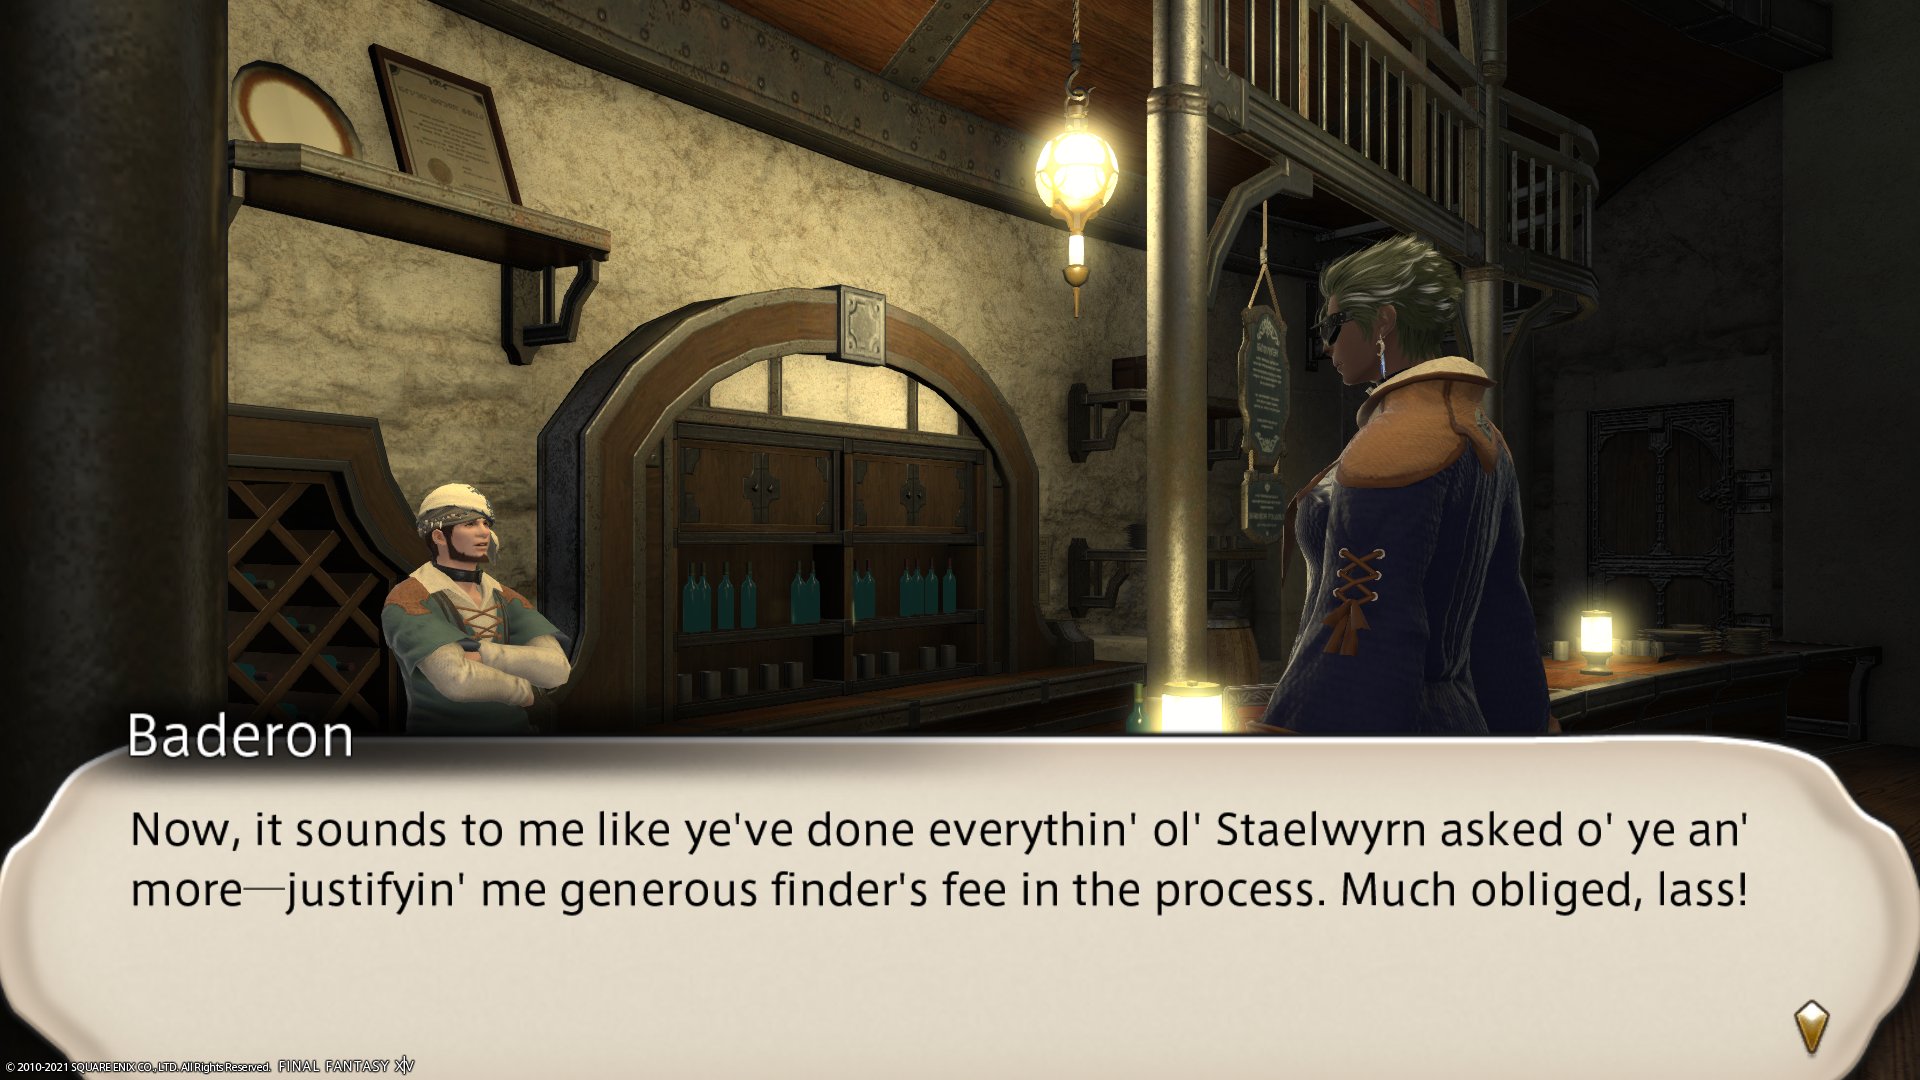 Baderon
Now, it sounds to me like ye've done everythin' ol' Staelwyrn asked o' ye an'
more—justifyin' me generous finder's fee in the process. Much obliged, lass!
© 2010-2021 SQUARE ENIX CO., LTD. All Rights Reserved. FINAL FANTASY XIV